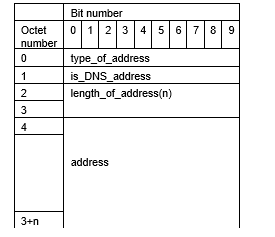 Bit number
Octet number 0 1 2 3 4 5 6 7 8 9
0 type_of_address
1 is_DNS_address
2 length_of_address(n)
3
4
address
3+n